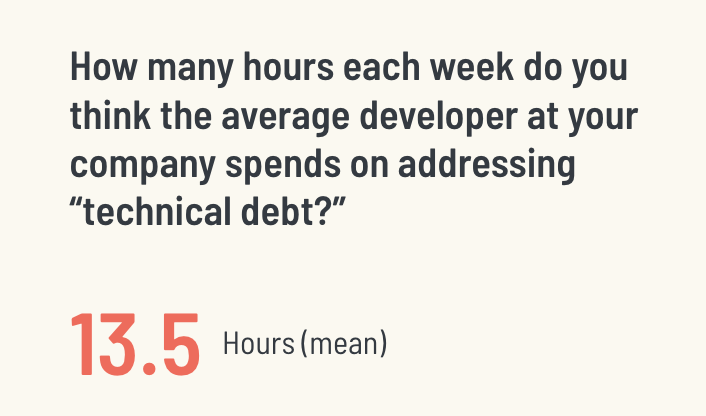 How many hours each week do you
think the average developer at your
company spends on addressing
“technical debt?”
13.5 Hours (mean)